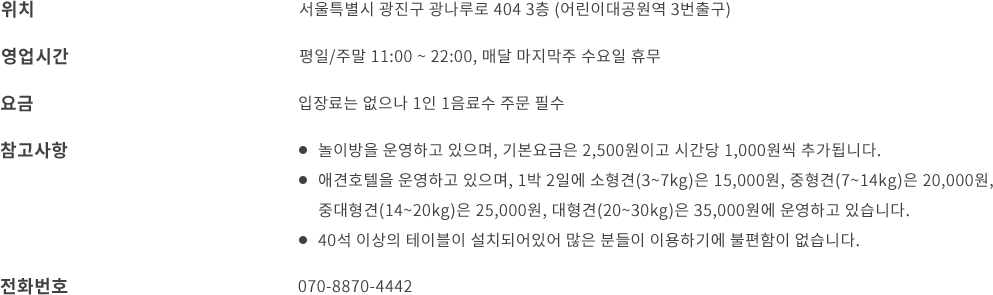 위치 서울특별시 광진구 광나루로 404 3층 (어린이대공원역 3번출구)
영업시간 평일/주말 11:00 ~ 22:00, 매달 마지막주 수요일 휴무
요금 입장료는 없으나 1인 1음료수 주문 필수
참고사항 ● 놀이방을 운영하고 있으며, 기본요금은 2,500원이고 시간당 1,000원씩 추가됩니다.
● 애견호텔을 운영하고 있으며, 1박 2일에 소형견(3~7kg)은 15,000원, 중형견(7~14kg)은 20,000원,
중대형견(14~20kg)은 25,000원, 대형견(20~30kg)은 35,000원에 운영하고 있습니다.
● 40석 이상의 테이블이 설치되어있어 많은 분들이 이용하기에 불편함이 없습니다.
전화번호 070-8870-4442